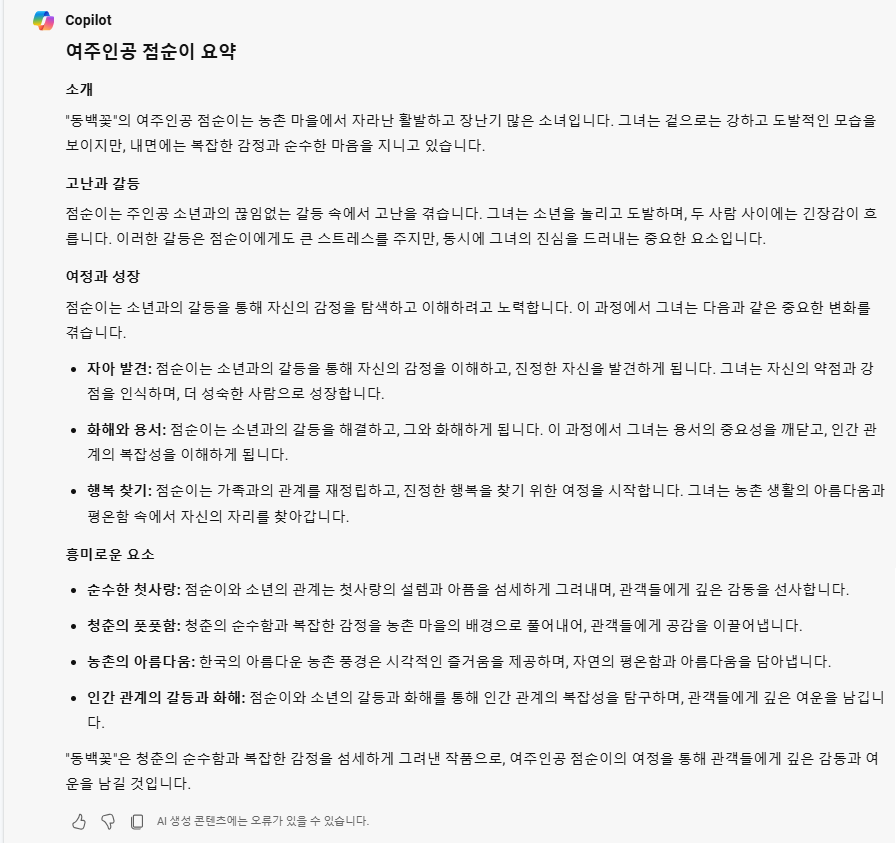 Copilot
여주인공 점순이 요약
소개
"동백꽃"의 여주인공 점순이는 농촌 마을에서 자라난 활발하고 장난기 많은 소녀입니다. 그녀는 겉으로는 강하고 도발적인 모습을
보이지만, 내면에는 복잡한 감정과 순수한 마음을 지니고 있습니다.
고난과 갈등
점순이는 주인공 소년과의 끊임없는 갈등 속에서 고난을 겪습니다. 그녀는 소년을 놀리고 도발하며, 두 사람 사이에는 긴장감이 흐
릅니다. 이러한 갈등은 점순이에게도 큰 스트레스를 주지만, 동시에 그녀의 진심을 드러내는 중요한 요소입니다.
여정과 성장
점순이는 소년과의 갈등을 통해 자신의 감정을 탐색하고 이해하려고 노력합니다. 이 과정에서 그녀는 다음과 같은 중요한 변화를
겪습니다.
• 자아 발견: 점순이는 소년과의 갈등을 통해 자신의 감정을 이해하고, 진정한 자신을 발견하게 됩니다. 그녀는 자신의 약점과 강
점을 인식하며, 더 성숙한 사람으로 성장합니다.
• 화해와 용서: 점순이는 소년과의 갈등을 해결하고, 그와 화해하게 됩니다. 이 과정에서 그녀는 용서의 중요성을 깨닫고, 인간 관
계의 복잡성을 이해하게 됩니다.
• 행복 찾기: 점순이는 가족과의 관계를 재정립하고, 진정한 행복을 찾기 위한 여정을 시작합니다. 그녀는 농촌 생활의 아름다움과
평온함 속에서 자신의 자리를 찾아갑니다.
흥미로운 요소
• 순수한 첫사랑: 점순이와 소년의 관계는 첫사랑의 설렘과 아픔을 섬세하게 그려내며, 관객들에게 깊은 감동을 선사합니다.
• 청춘의 풋풋함: 청춘의 순수함과 복잡한 감정을 농촌 마을의 배경으로 풀어내어, 관객들에게 공감을 이끌어냅니다.
• 농촌의 아름다움: 한국의 아름다운 농촌 풍경은 시각적인 즐거움을 제공하며, 자연의 평온함과 아름다움을 담아냅니다.
• 인간 관계의 갈등과 화해: 점순이와 소년의 갈등과 화해를 통해 인간 관계의 복잡성을 탐구하며, 관객들에게 깊은 여운을 남깁니
다.
"동백꽃"은 청춘의 순수함과 복잡한 감정을 섬세하게 그려낸 작품으로, 여주인공 점순이의 여정을 통해 관객들에게 깊은 감동과 여
운을 남길 것입니다.
AI 생성 콘텐츠에는 오류가 있을 수 있습니다.